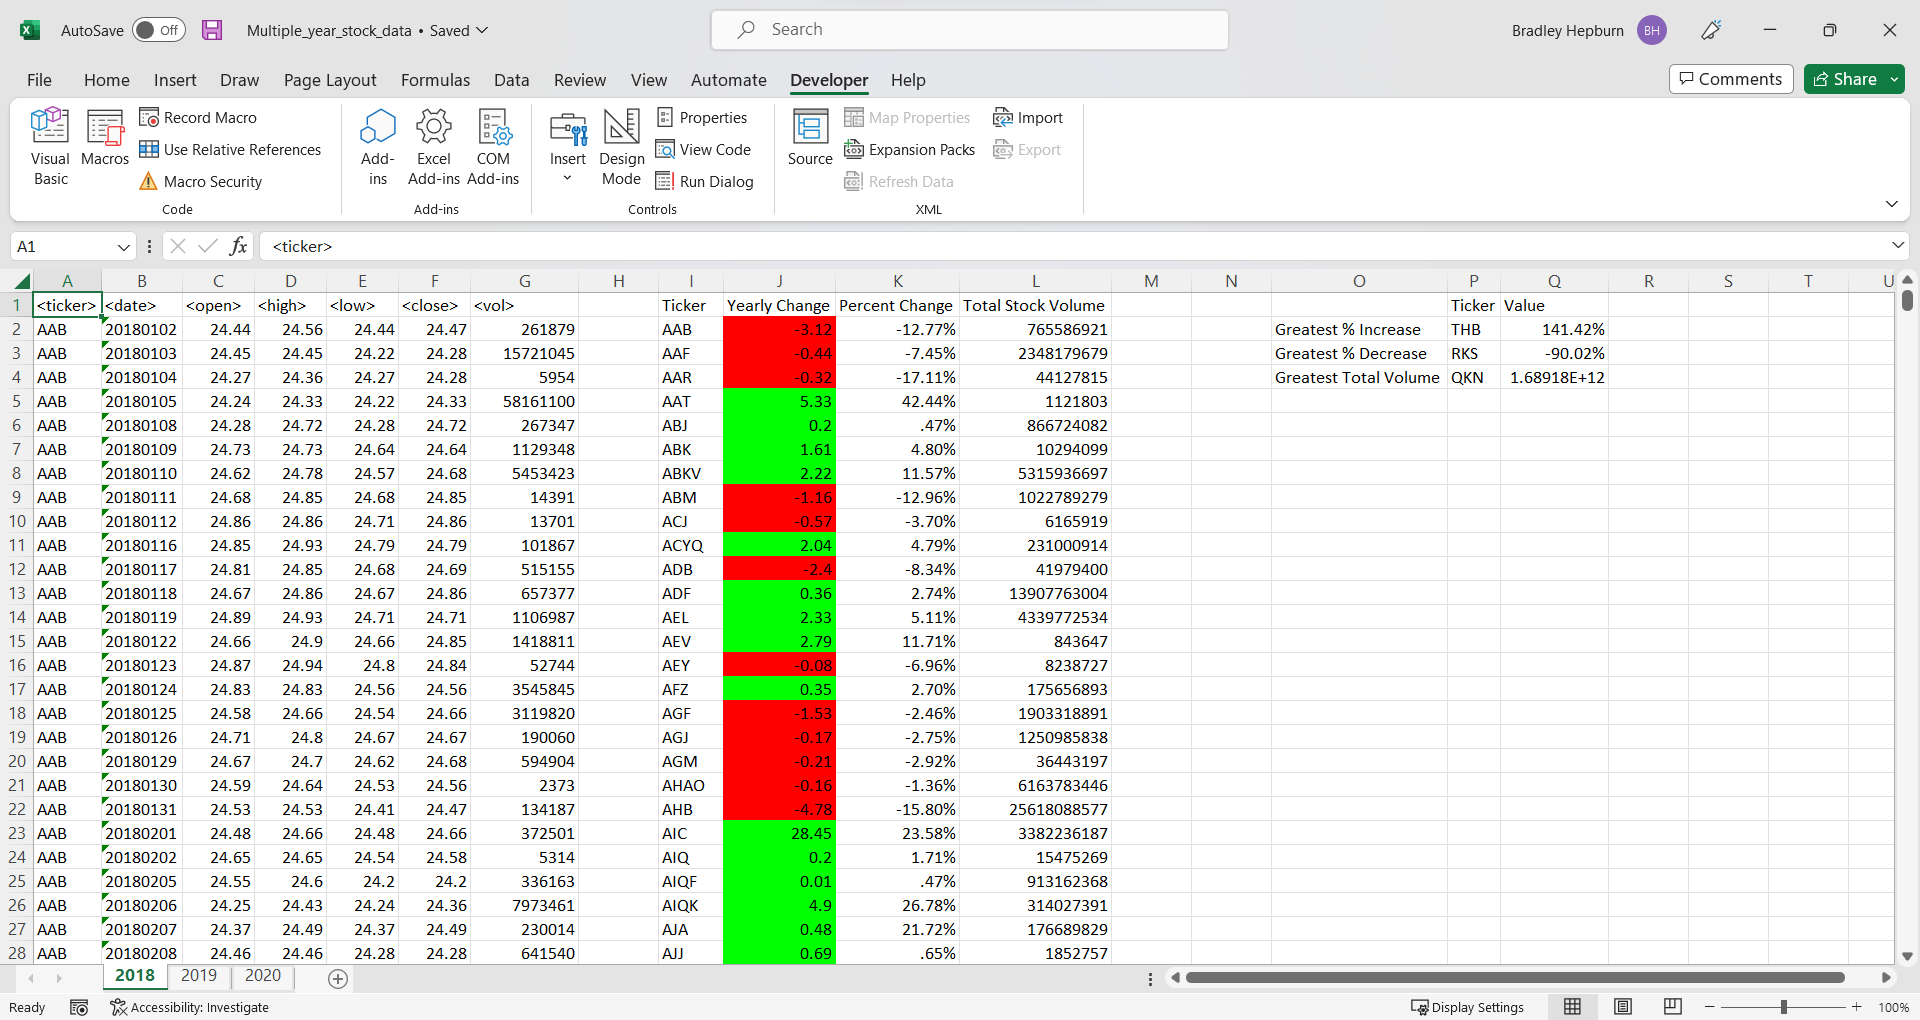 AutoSave Off Multiple_year_stock_data • Saved Search Bradley Hepburn BH
File Home Insert Draw Page Layout Formulas Data Review View Automate Developer Help Comments Share
Visual Basic Macros Record Macro Use Relative References Macro Security Code
Add-ins Excel Add-ins COM Add-ins Add-ins
Insert Design Mode Properties View Code Run Dialog Controls
Source Map Properties Expansion Packs Refresh Data Import Export XML
A1 fx <ticker>
A B C D E F G H I J K L M N O P Q R S T U
1 <ticker> <date> <open> <high> <low> <close> <vol> Ticker Yearly Change Percent Change Total Stock Volume Ticker Value
2 AAB 20180102 24.44 24.56 24.44 24.47 261879 AAB -3.12 -12.77% 765586921 Greatest % Increase THB 141.42%
3 AAB 20180103 24.45 24.45 24.22 24.28 15721045 AAF -0.44 -7.45% 2348179679 Greatest % Decrease RKS -90.02%
4 AAB 20180104 24.27 24.36 24.27 24.28 5954 AAR -0.32 -17.11% 44127815 Greatest Total Volume QKN 1.68918E+12
5 AAB 20180105 24.24 24.33 24.22 24.33 58161100 AAT 5.33 42.44% 1121803
6 AAB 20180108 24.28 24.72 24.28 24.72 267347 ABJ 0.2 .47% 866724082
7 AAB 20180109 24.73 24.73 24.64 24.64 1129348 ABK 1.61 4.80% 10294099
8 AAB 20180110 24.62 24.78 24.57 24.68 5453423 ABKV 2.22 11.57% 5315936697
9 AAB 20180111 24.68 24.85 24.68 24.85 14391 ABM -1.16 -12.96% 1022789279
10 AAB 20180112 24.86 24.86 24.71 24.86 13701 ACJ -0.57 -3.70% 6165919
11 AAB 20180116 24.85 24.93 24.79 24.79 101867 ACYQ 2.04 4.79% 231000914
12 AAB 20180117 24.81 24.85 24.68 24.69 515155 ADB -2.4 -8.34% 41979400
13 AAB 20180118 24.67 24.86 24.67 24.86 657377 ADF 0.36 2.74% 13907763004
14 AAB 20180119 24.89 24.93 24.71 24.71 1106987 AEL 2.33 5.11% 4339772534
15 AAB 20180122 24.66 24.9 24.66 24.85 1418811 AEV 2.79 11.71% 843647
16 AAB 20180123 24.87 24.94 24.8 24.84 52744 AEY -0.08 -6.96% 8238727
17 AAB 20180124 24.83 24.83 24.56 24.56 3545845 AFZ 0.35 2.70% 175656893
18 AAB 20180125 24.58 24.66 24.54 24.66 3119820 AGF -1.53 -2.46% 1903318891
19 AAB 20180126 24.71 24.8 24.67 24.67 190060 AGJ -0.17 -2.75% 1250985838
20 AAB 20180129 24.67 24.7 24.62 24.68 594904 AGM -0.21 -2.92% 36443197
21 AAB 20180130 24.59 24.64 24.53 24.56 2373 AHAO -0.16 -1.36% 6163783446
22 AAB 20180131 24.53 24.53 24.41 24.47 134187 AHB -4.78 -15.80% 25618088577
23 AAB 20180201 24.48 24.66 24.48 24.66 372501 AIC 28.45 23.58% 3382236187
24 AAB 20180202 24.65 24.65 24.54 24.58 5314 AIQ 0.2 1.71% 15475269
25 AAB 20180205 24.55 24.6 24.2 24.2 336163 AIQF 0.01 .47% 913162368
26 AAB 20180206 24.25 24.43 24.24 24.36 7973461 AIQK 4.9 26.78% 314027391
27 AAB 20180207 24.37 24.49 24.37 24.49 230014 AJA 0.48 21.72% 176689829
28 AAB 20180208 24.46 24.46 24.28 24.28 641540 AJJ 0.69 .65% 1852757
2018 2019 2020
Ready Accessibility: Investigate Display Settings 100%